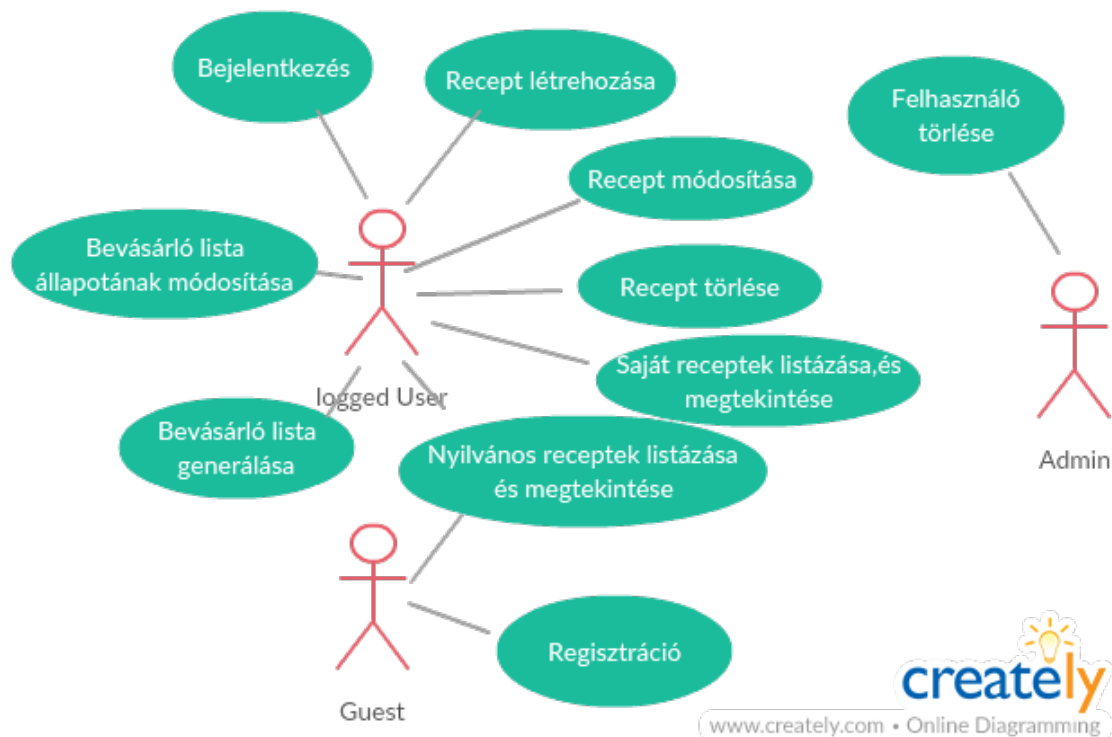 Bejelentkezés
Recept létrehozása
Felhasználó
törlése
Recept módosítása
Bevásárló lista
állapotának módosítása
Recept törlése
Saját receptek listázása,és
megtekintése
logged User
Bevásárló lista
generálása
Nyilvános receptek listázása
és megtekintése
Admin
Regisztráció
Guest
creately
www.creately.com • Online Diagramming